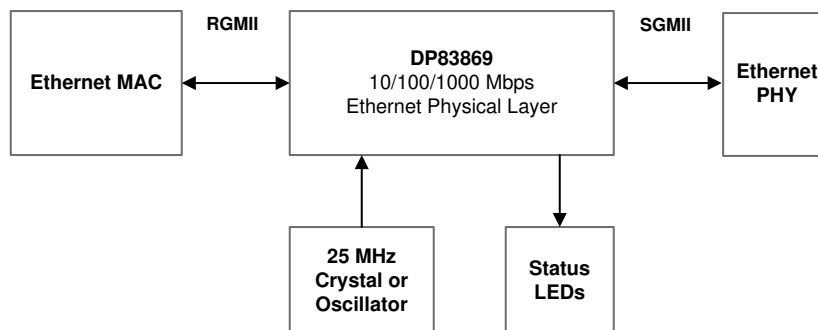 RGMII
SGMII
Ethernet MAC
DP83869
10/100/1000 Mbps
Ethernet Physical Layer
Ethernet
PHY
25 MHz
Crystal or
Oscillator
Status
LEDs